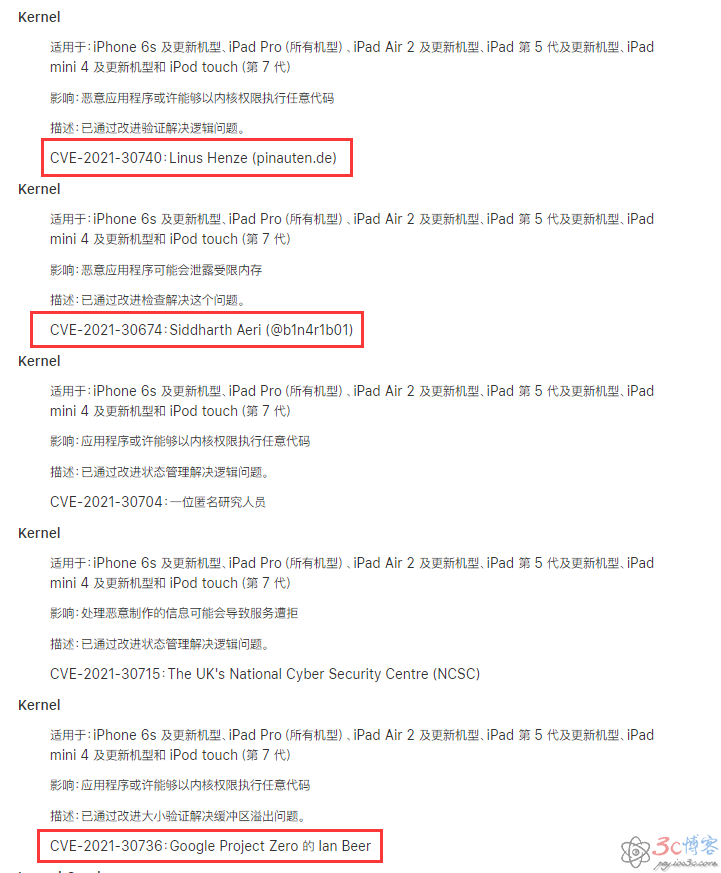 Kernel
适用于：iPhone 6s 及更新机型、iPad Pro（所有机型）、iPad Air 2 及更新机型、iPad 第 5 代及更新机型、iPad
mini 4 及更新机型和 iPod touch（第 7 代）
影响：恶意应用程序或许能够以内核权限执行任意代码
描述：已通过改进验证解决逻辑问题。
CVE-2021-30740：Linus Henze (pinauten.de)
Kernel
适用于：iPhone 6s 及更新机型、iPad Pro（所有机型）、iPad Air 2 及更新机型、iPad 第 5 代及更新机型、iPad
mini 4 及更新机型和 iPod touch（第 7 代）
影响：恶意应用程序可能会泄露受限内存
描述：已通过改进检查解决这个问题。
CVE-2021-30674：Siddharth Aeri (@b1n4r1b01)
Kernel
适用于：iPhone 6s 及更新机型、iPad Pro（所有机型）、iPad Air 2 及更新机型、iPad 第 5 代及更新机型、iPad
mini 4 及更新机型和 iPod touch（第 7 代）
影响：应用程序或许能够以内核权限执行任意代码
描述：已通过改进状态管理解决逻辑问题。
CVE-2021-30704：一位匿名研究人员
Kernel
适用于：iPhone 6s 及更新机型、iPad Pro（所有机型）、iPad Air 2 及更新机型、iPad 第 5 代及更新机型、iPad
mini 4 及更新机型和 iPod touch（第 7 代）
影响：处理恶意制作的信息可能会导致服务遭拒
描述：已通过改进状态管理解决逻辑问题。
CVE-2021-30715：The UK's National Cyber Security Centre (NCSC)
Kernel
适用于：iPhone 6s 及更新机型、iPad Pro（所有机型）、iPad Air 2 及更新机型、iPad 第 5 代及更新机型、iPad
mini 4 及更新机型和 iPod touch（第 7 代）
影响：应用程序或许能够以内核权限执行任意代码
描述：已通过改进大小验证解决缓冲区溢出问题。
CVE-2021-30736：Google Project Zero 的 Ian Beer
3c博客